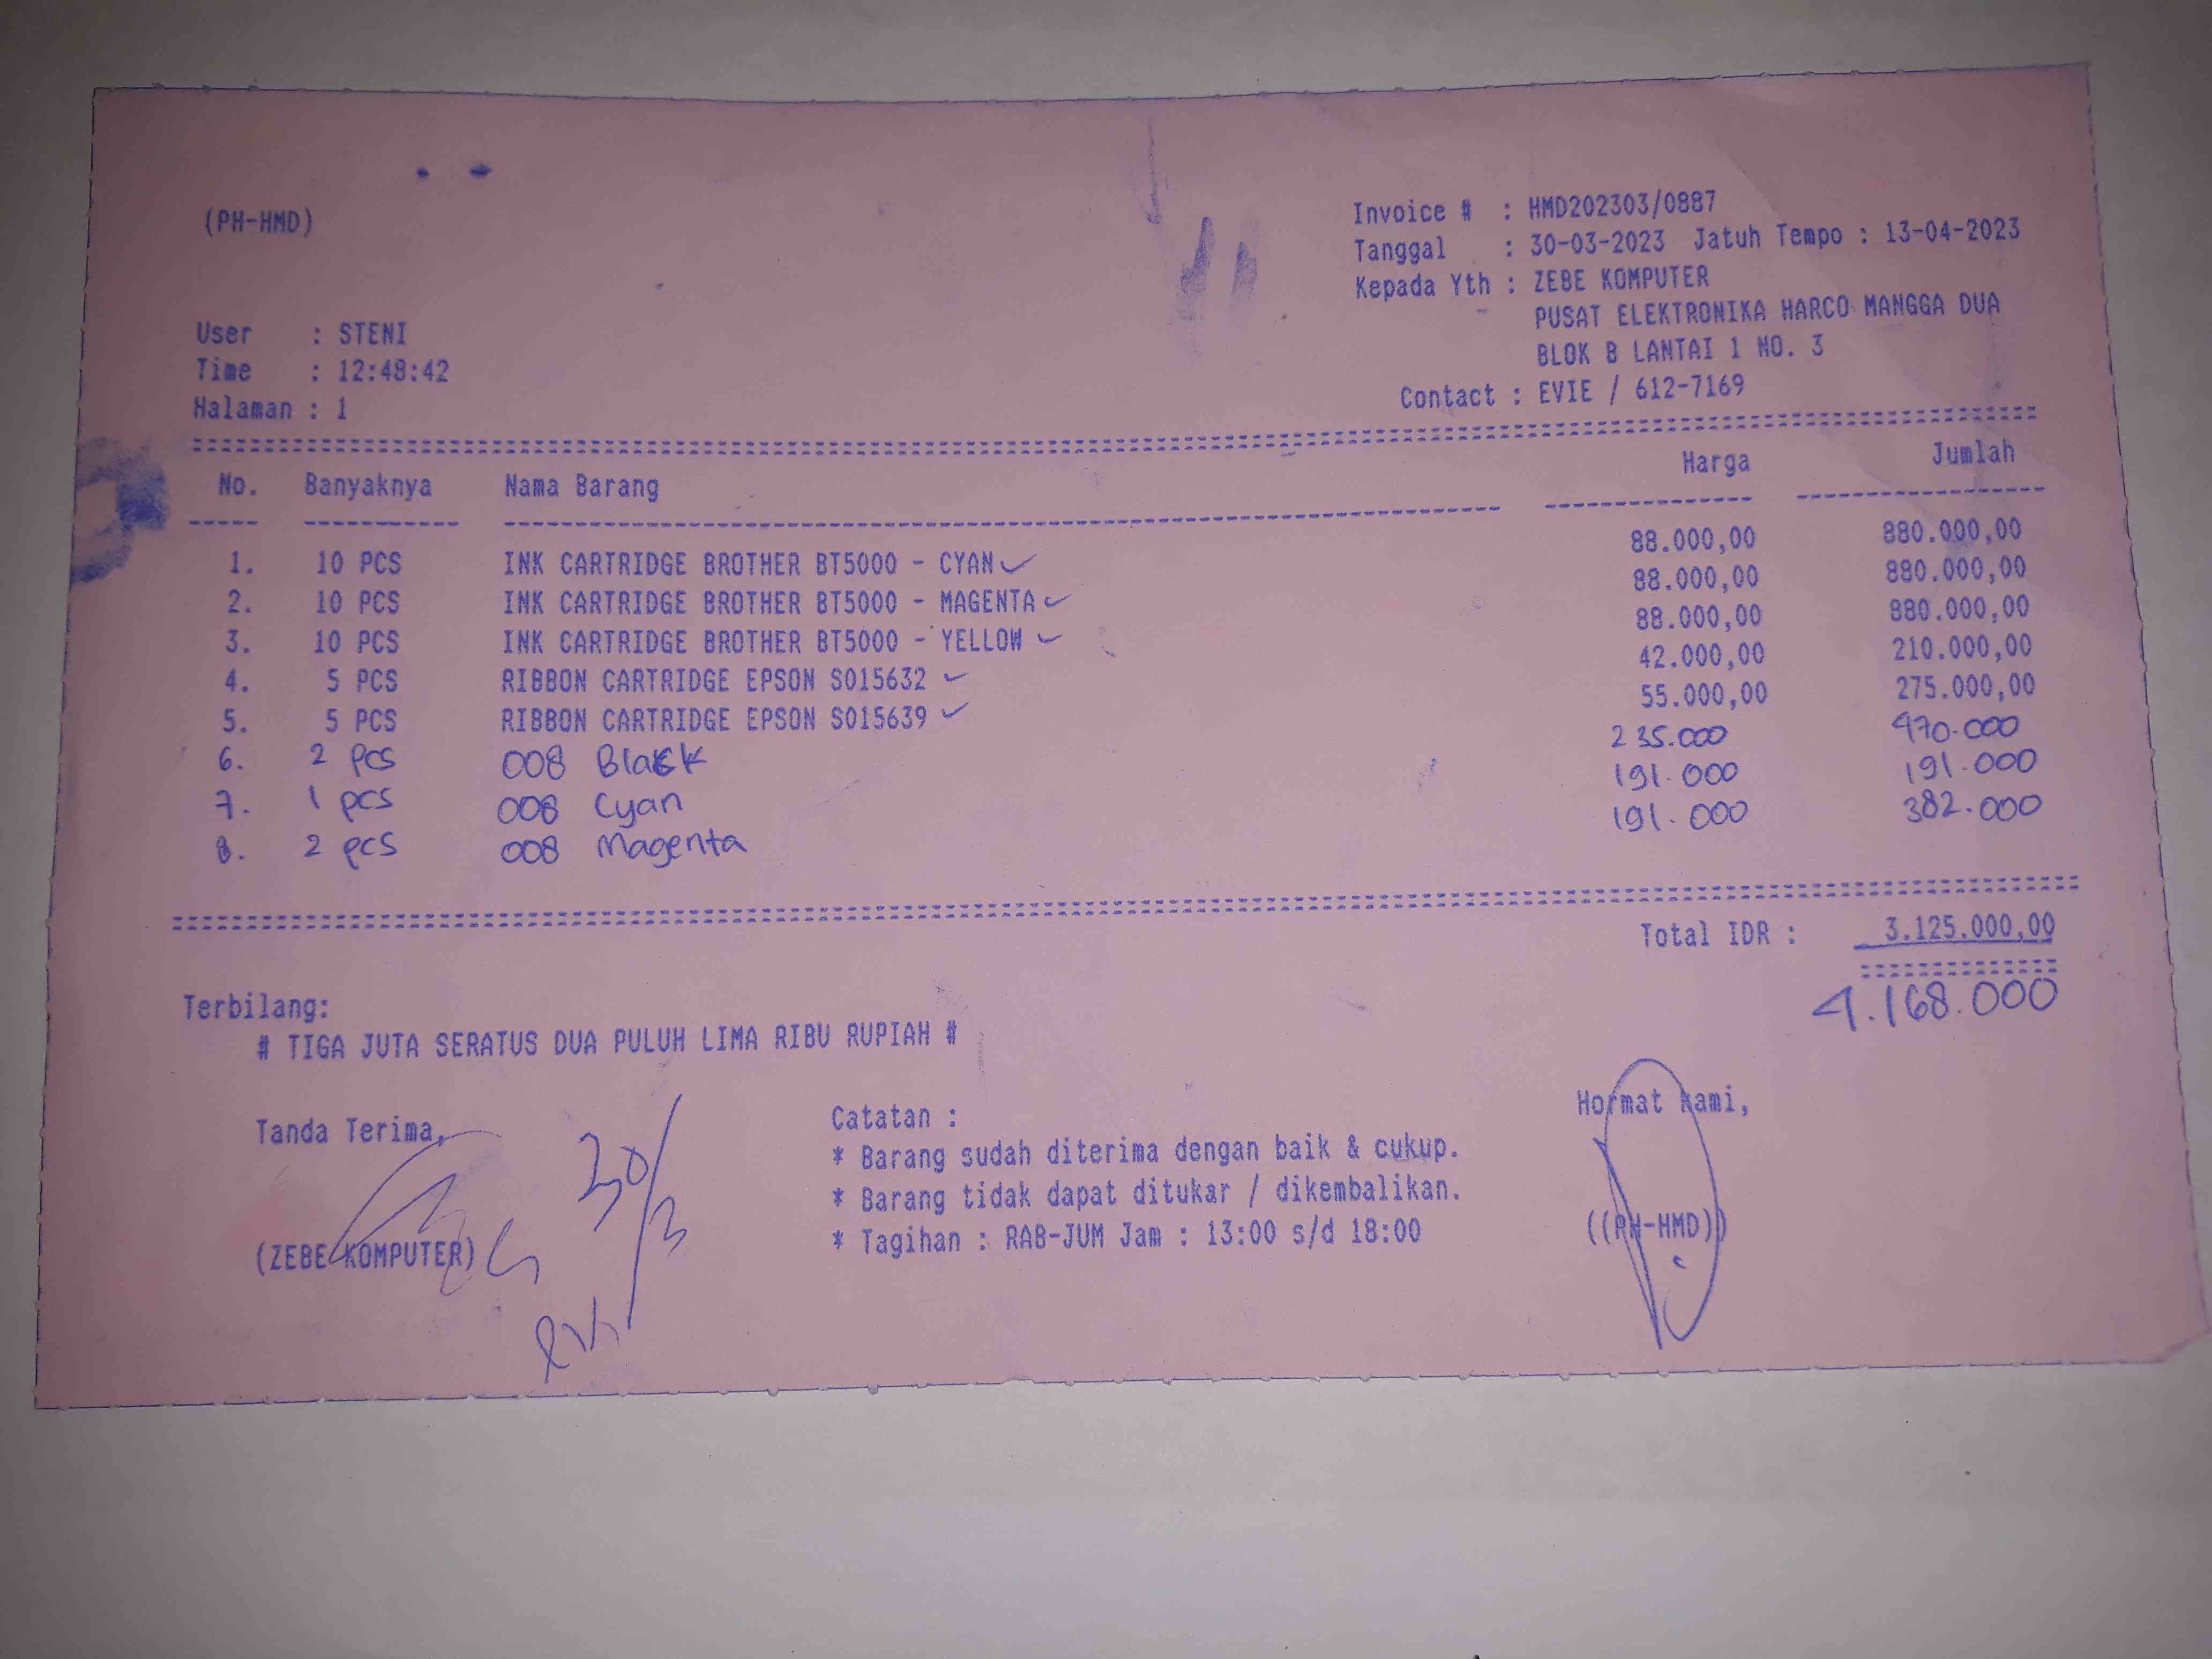 (PH-HMD)
Invoice # : HMD202303/0887
Tanggal : 30-03-2023 Jatuh Tempo : 13-04-2023
Kepada Yth : ZEBE KOMPUTER
PUSAT ELEKTRONIKA HARCO MANGGA DUA
BLOK B LANTAI 1 NO. 3
Contact : EVIE / 612-7169
User : STENI
Time : 12:48:42
Halaman : 1
No. Banyaknya Nama Barang Harga Jumlah
1. 10 PCS INK CARTRIDGE BROTHER BT5000 - CYAN 88.000,00 880.000,00
2. 10 PCS INK CARTRIDGE BROTHER BT5000 - MAGENTA 88.000,00 880.000,00
3. 10 PCS INK CARTRIDGE BROTHER BT5000 - YELLOW 88.000,00 880.000,00
4. 5 PCS RIBBON CARTRIDGE EPSON S015632 42.000,00 210.000,00
5. 5 PCS RIBBON CARTRIDGE EPSON S015639 55.000,00 275.000,00
6. 2 Pcs 008 Black 235.000 470.000
7. 1 pcs 008 Cyan 191.000 191.000
8. 2 pcs 008 Magenta 191.000 382.000
Total IDR : 3.125.000,00
4.168.000
Terbilang:
# TIGA JUTA SERATUS DUA PULUH LIMA RIBU RUPIAH #
Tanda Terima,
30/3
(ZEBE KOMPUTER)
Catatan :
* Barang sudah diterima dengan baik & cukup.
* Barang tidak dapat ditukar / dikembalikan.
* Tagihan : RAB-JUM Jam : 13:00 s/d 18:00
Hormat Kami,
((PH-HMD))